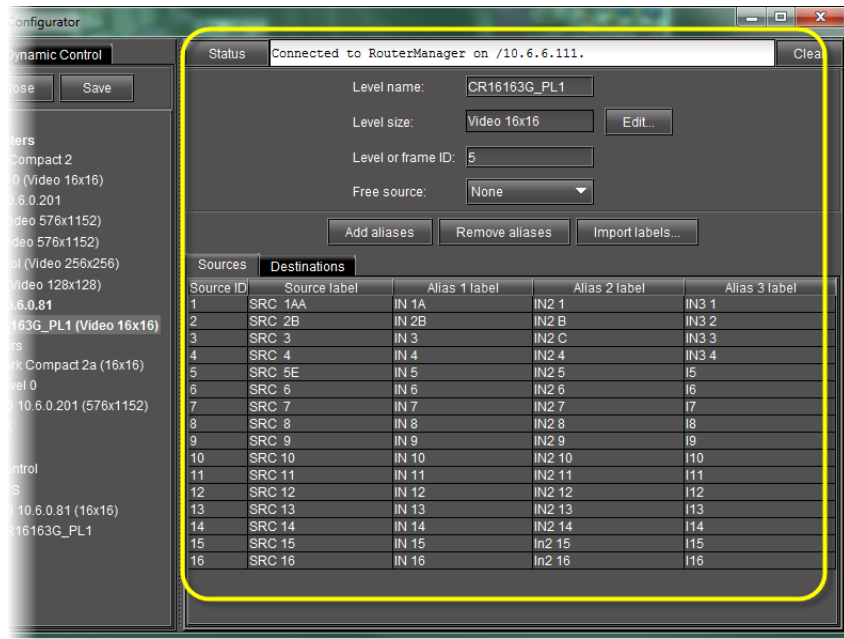 Configurator
Dynamic Control
Status Connected to RouterManager on /10.6.6.111. Clea
Save
Level name: CR16163G_PL1
Level size: Video 16x16 Edit...
Level or frame ID: 5
Free source: None
Add aliases Remove aliases Import labels...
Compact 2
0 (Video 16x16)
.6.0.201
ideo 576x1152)
ideo 576x1152)
ol (Video 256x256)
Video 128x128)
.6.0.81
163G_PL1 (Video 16x16)
rs
rk Compact 2a (16x16)
vel 0
10.6.0.201 (576x1152)
ontrol
ES
10.6.0.81 (16x16)
R16163G_PL1
Sources Destinations
Source ID Source label Alias 1 label Alias 2 label Alias 3 label
1 SRC 1AA IN 1A IN2 1 IN3 1
2 SRC 2B IN 2B IN2 B IN3 2
3 SRC 3 IN 3 IN2 C IN3 3
4 SRC 4 IN 4 IN2 4 IN3 4
5 SRC 5E IN 5 IN2 5 I5
6 SRC 6 IN 6 IN2 6 I6
7 SRC 7 IN 7 IN2 7 I7
8 SRC 8 IN 8 IN2 8 I8
9 SRC 9 IN 9 IN2 9 I9
10 SRC 10 IN 10 IN2 10 I10
11 SRC 11 IN 11 IN2 11 I11
12 SRC 12 IN 12 IN2 12 I12
13 SRC 13 IN 13 IN2 13 I13
14 SRC 14 IN 14 IN2 14 I14
15 SRC 15 IN 15 In2 15 I15
16 SRC 16 IN 16 In2 16 I16